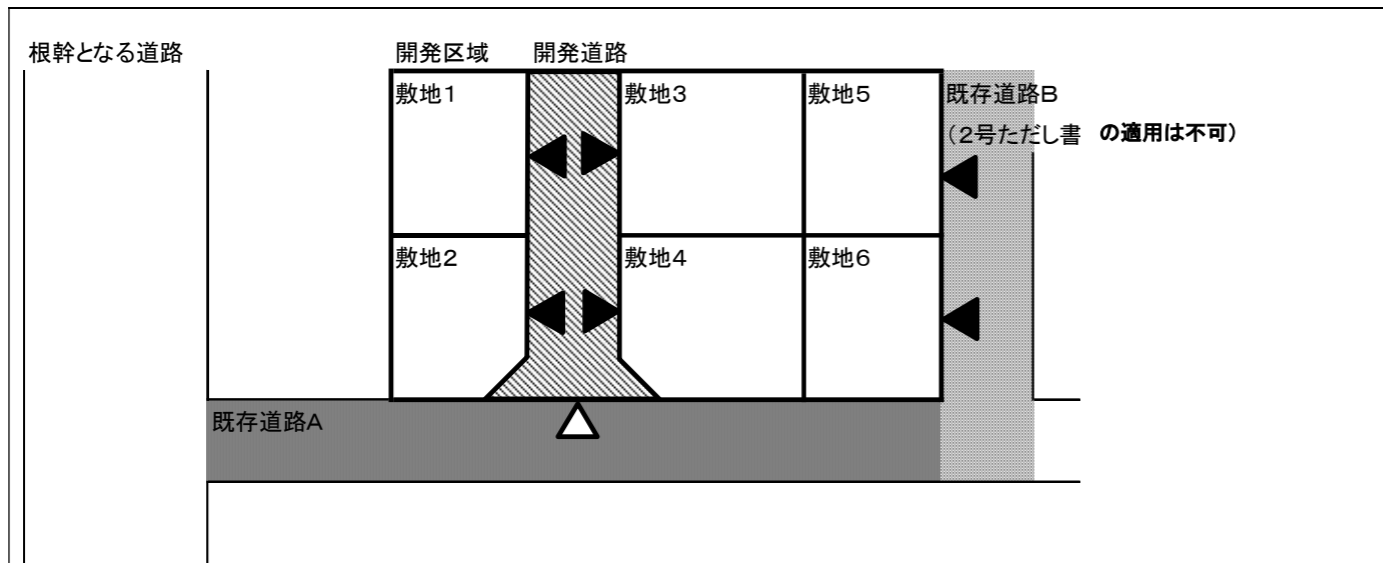 根幹となる道路
開発区域
開発道路
敷地1
敷地3
敷地5
既存道路B
(2号ただし書 の適用は不可)
敷地2
敷地4
敷地6
既存道路A